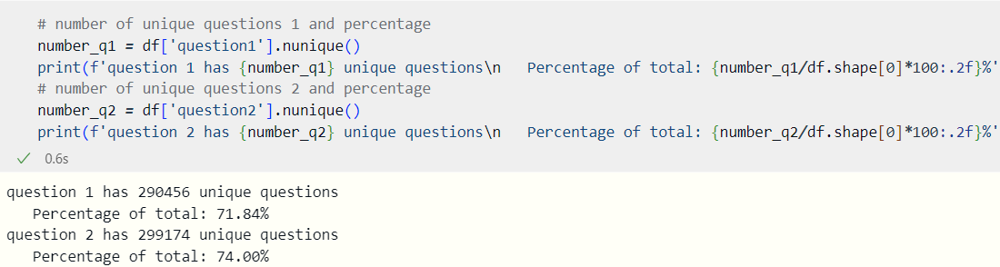 # number of unique questions 1 and percentage
number_q1 = df['question1'].nunique()
print(f'question 1 has {number_q1} unique questions\n   Percentage of total: {number_q1/df.shape[0]*100:.2f}%'
# number of unique questions 2 and percentage
number_q2 = df['question2'].nunique()
print(f'question 2 has {number_q2} unique questions\n   Percentage of total: {number_q2/df.shape[0]*100:.2f}%'
0.6s
question 1 has 290456 unique questions
   Percentage of total: 71.84%
question 2 has 299174 unique questions
   Percentage of total: 74.00%